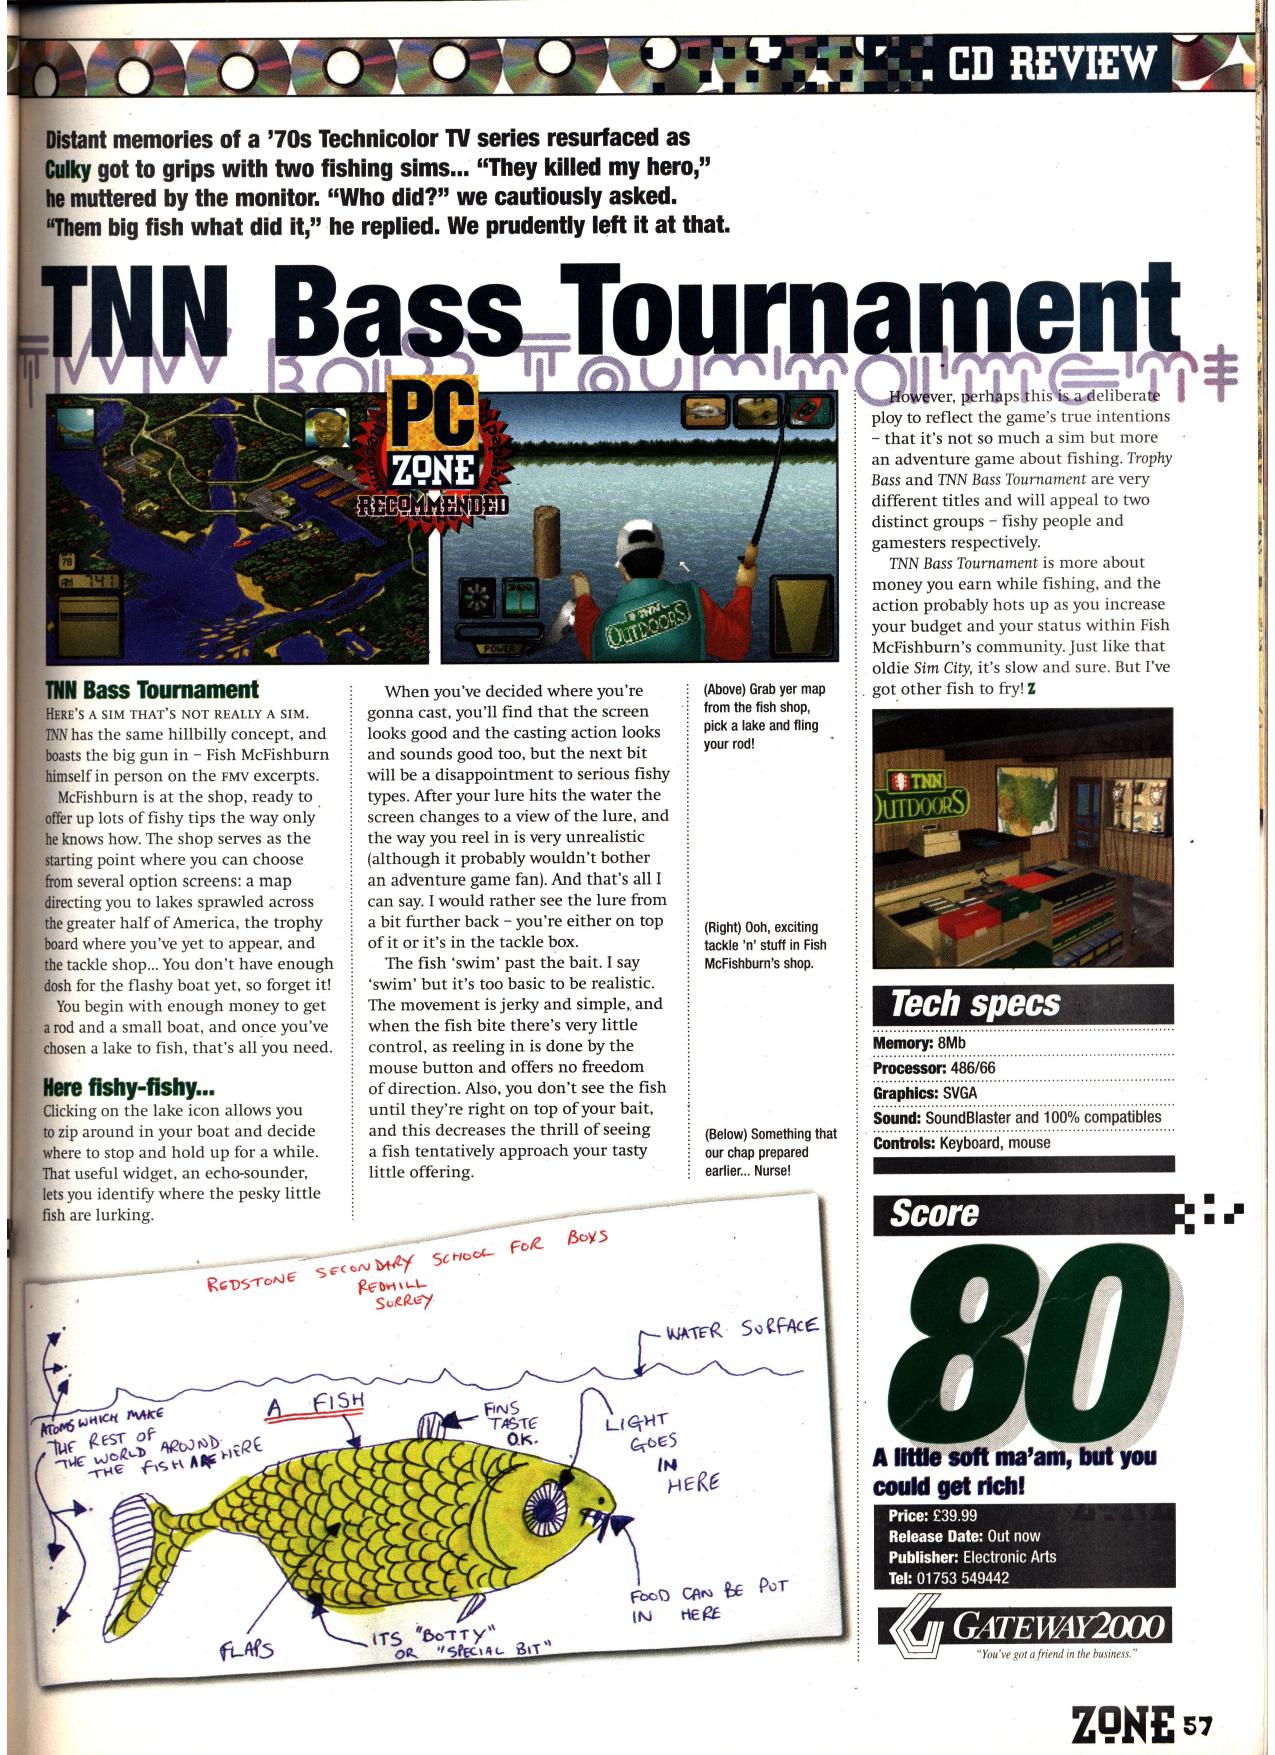 CD REVIEW
Distant memories of a ’70s Technicolor TV series resurfaced as
Culky got to grips with two fishing sims... “They killed my hero,”
he muttered by the monitor. “Who did?” we cautiously asked.
“Them big fish what did it,” he replied. We prudently left it at that.
TNN Bass Tournament
TNN Bass Tournament
PC
ZONE
RECOMMENDED
78
AM 7:41
TNN
OUTDOORS
POWER
TNN Bass Tournament
HERE’S A SIM THAT’S NOT REALLY A SIM.
TNN has the same hillbilly concept, and
boasts the big gun in – Fish McFishburn
himself in person on the FMV excerpts.
McFishburn is at the shop, ready to
offer up lots of fishy tips the way only
he knows how. The shop serves as the
starting point where you can choose
from several option screens: a map
directing you to lakes sprawled across
the greater half of America, the trophy
board where you’ve yet to appear, and
the tackle shop... You don’t have enough
dosh for the flashy boat yet, so forget it!
You begin with enough money to get
a rod and a small boat, and once you’ve
chosen a lake to fish, that’s all you need.
Here fishy-fishy...
Clicking on the lake icon allows you
to zip around in your boat and decide
where to stop and hold up for a while.
That useful widget, an echo-sounder,
lets you identify where the pesky little
fish are lurking.
When you’ve decided where you’re
gonna cast, you’ll find that the screen
looks good and the casting action looks
and sounds good too, but the next bit
will be a disappointment to serious fishy
types. After your lure hits the water the
screen changes to a view of the lure, and
the way you reel in is very unrealistic
(although it probably wouldn’t bother
an adventure game fan). And that’s all I
can say. I would rather see the lure from
a bit further back – you’re either on top
of it or it’s in the tackle box.
The fish ‘swim’ past the bait. I say
‘swim’ but it’s too basic to be realistic.
The movement is jerky and simple, and
when the fish bite there’s very little
control, as reeling in is done by the
mouse button and offers no freedom
of direction. Also, you don’t see the fish
until they’re right on top of your bait,
and this decreases the thrill of seeing
a fish tentatively approach your tasty
little offering.
(Above) Grab yer map
from the fish shop,
pick a lake and fling
your rod!
(Right) Ooh, exciting
tackle ’n’ stuff in Fish
McFishburn’s shop.
(Below) Something that
our chap prepared
earlier... Nurse!
However, perhaps this is a deliberate
ploy to reflect the game’s true intentions
– that it’s not so much a sim but more
an adventure game about fishing. Trophy
Bass and TNN Bass Tournament are very
different titles and will appeal to two
distinct groups – fishy people and
gamesters respectively.
TNN Bass Tournament is more about
money you earn while fishing, and the
action probably hots up as you increase
your budget and your status within Fish
McFishburn’s community. Just like that
oldie Sim City, it’s slow and sure. But I’ve
got other fish to fry! Z
TNN
OUTDOORS
Tech specs
Memory: 8Mb
Processor: 486/66
Graphics: SVGA
Sound: SoundBlaster and 100% compatibles
Controls: Keyboard, mouse
Score
80
A little soft ma’am, but you
could get rich!
Price: £39.99
Release Date: Out now
Publisher: Electronic Arts
Tel: 01753 549442
GATEWAY2000
“You’ve got a friend in the business.”
REDSTONE SECONDARY SCHOOL FOR BOYS
REDHILL
SURREY
WATER SURFACE
A FISH
FINS
TASTE
O.K.
LIGHT
GOES
IN
HERE
ATOMS WHICH MAKE
THE REST OF
THE WORLD AROUND
THE FISH ARE HERE
FOOD CAN BE PUT
IN HERE
FLAPS
ITS "BOTTY"
OR "SPECIAL BIT"
ZONE 57